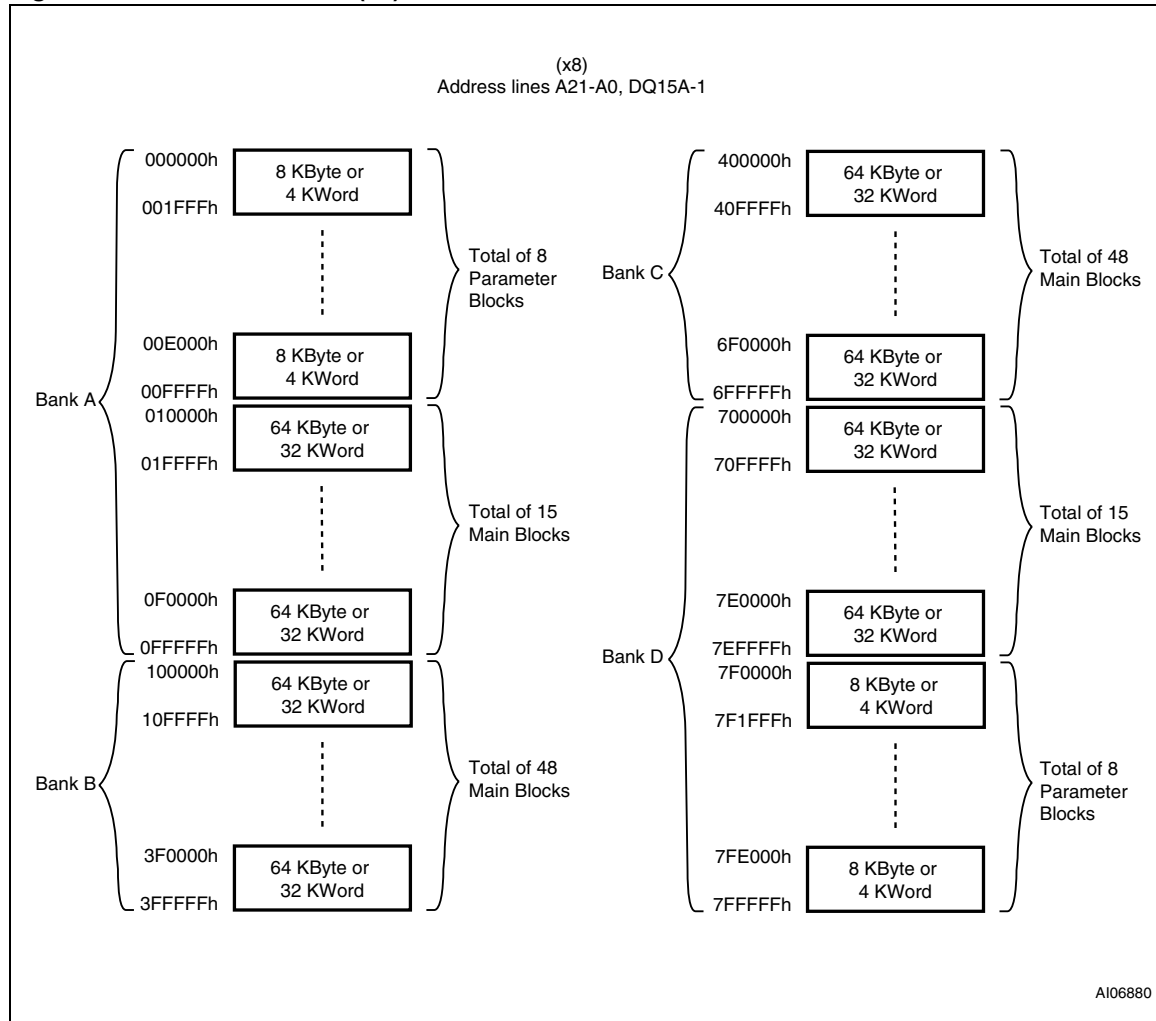 (x8)
Address lines A21-A0, DQ15A-1
000000h
8 KByte or
4 KWord
001FFFh
Total of 8
Parameter
Blocks
00E000h
8 KByte or
4 KWord
00FFFFh
Bank A
010000h
64 KByte or
32 KWord
01FFFFh
Total of 15
Main Blocks
0F0000h
64 KByte or
32 KWord
0FFFFFh
100000h
64 KByte or
32 KWord
10FFFFh
Bank B
Total of 48
Main Blocks
3F0000h
64 KByte or
32 KWord
3FFFFFh
400000h
64 KByte or
32 KWord
40FFFFh
Bank C
Total of 48
Main Blocks
6F0000h
64 KByte or
32 KWord
6FFFFFh
700000h
64 KByte or
32 KWord
70FFFFh
Total of 15
Main Blocks
7E0000h
64 KByte or
32 KWord
7EFFFFh
Bank D
7F0000h
8 KByte or
4 KWord
7F1FFFh
Total of 8
Parameter
Blocks
7FE000h
8 KByte or
4 KWord
7FFFFFh
AI06880